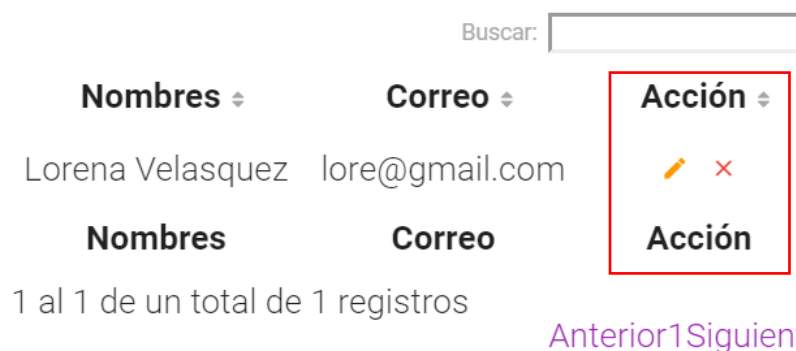 Buscar:
Nombres Correo Acción
Lorena Velasquez lore@gmail.com
Nombres Correo Acción
1 al 1 de un total de 1 registros
Anterior1Siguien